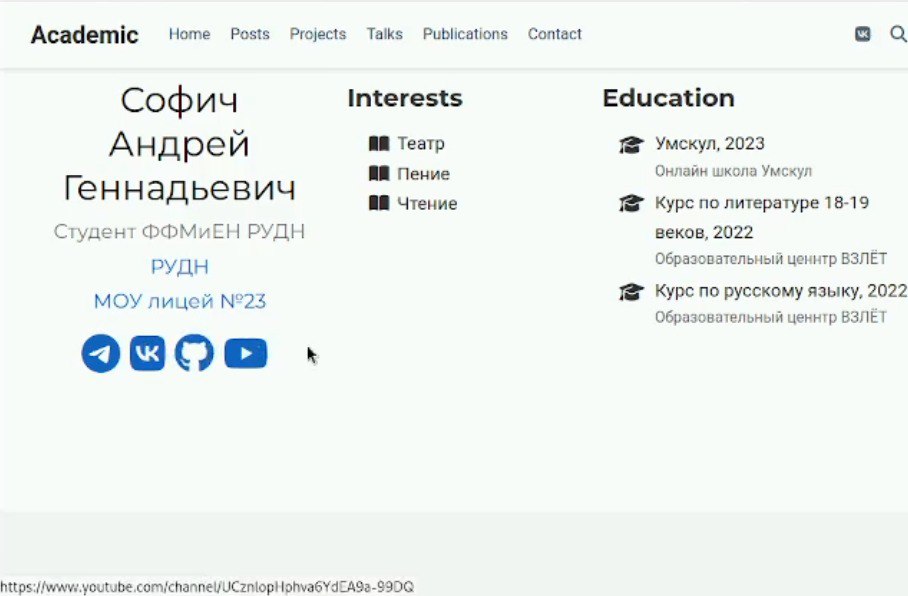 Academic Home Posts Projects Talks Publications Contact
Софич
Андрей
Геннадьевич
Студент ФФМиЕН РУДН
РУДН
МОУ лицей №23
Interests
Театр
Пение
Чтение
Education
Умскул, 2023
Онлайн школа Умскул
Курс по литературе 18-19
веков, 2022
Образовательный ценнтр ВЗЛЁТ
Курс по русскому языку, 2022
Образовательный ценнтр ВЗЛЁТ
https://www.youtube.com/channel/UCznlopHphva6YdEA9a-99DQ